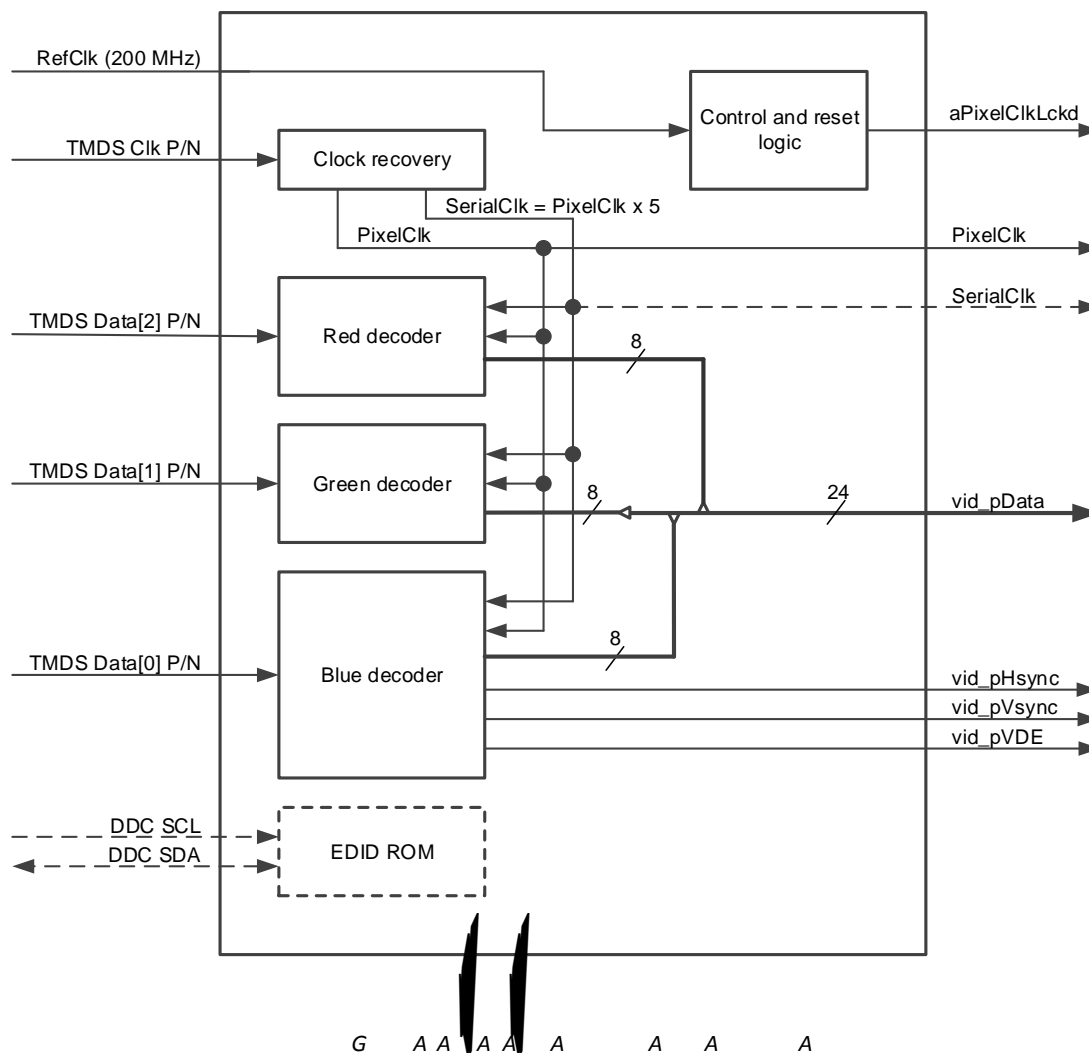 RefClk (200 MHz)
Control and reset
logic
aPixelClkLckd
TMDS Clk P/N
Clock recovery
SerialClk = PixelClk x 5
PixelClk
PixelClk
SerialClk
TMDS Data[2] P/N
Red decoder
8
TMDS Data[1] P/N
Green decoder
8
24
vid_pData
8
TMDS Data[0] P/N
Blue decoder
vid_pHsync
vid_pVsync
vid_pVDE
DDC SCL
DDC SDA
EDID ROM
G A A A A A A A A